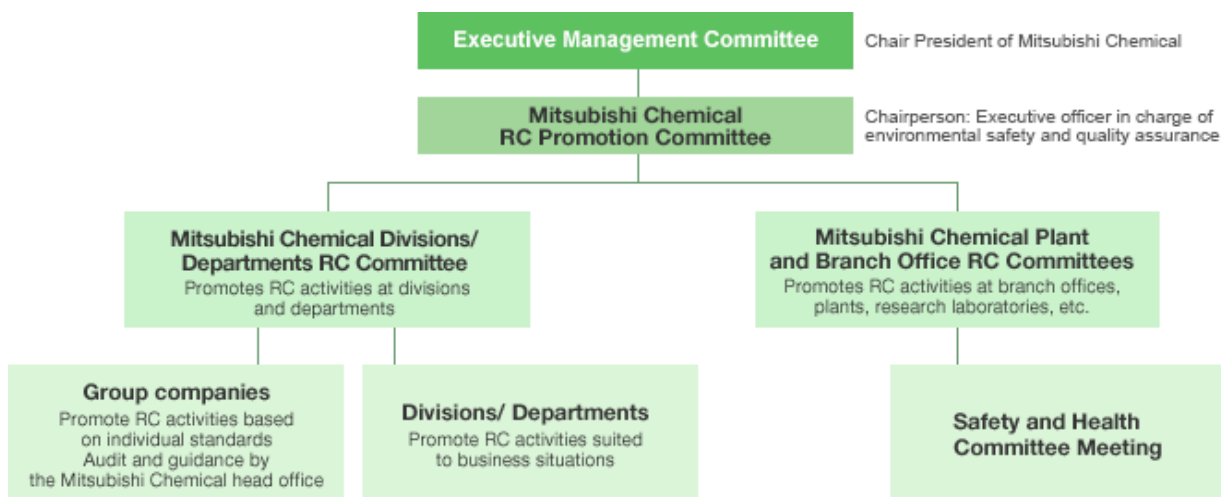 Executive Management Committee
Chair President of Mitsubishi Chemical
Mitsubishi Chemical
RC Promotion Committee
Chairperson: Executive officer in charge of
environmental safety and quality assurance
Mitsubishi Chemical Divisions/
Departments RC Committee
Promotes RC activities at divisions
and departments
Mitsubishi Chemical Plant
and Branch Office RC Committees
Promotes RC activities at branch offices,
plants, research laboratories, etc.
Group companies
Promote RC activities based
on individual standards
Audit and guidance by
the Mitsubishi Chemical head office
Divisions/ Departments
Promote RC activities suited
to business situations
Safety and Health
Committee Meeting